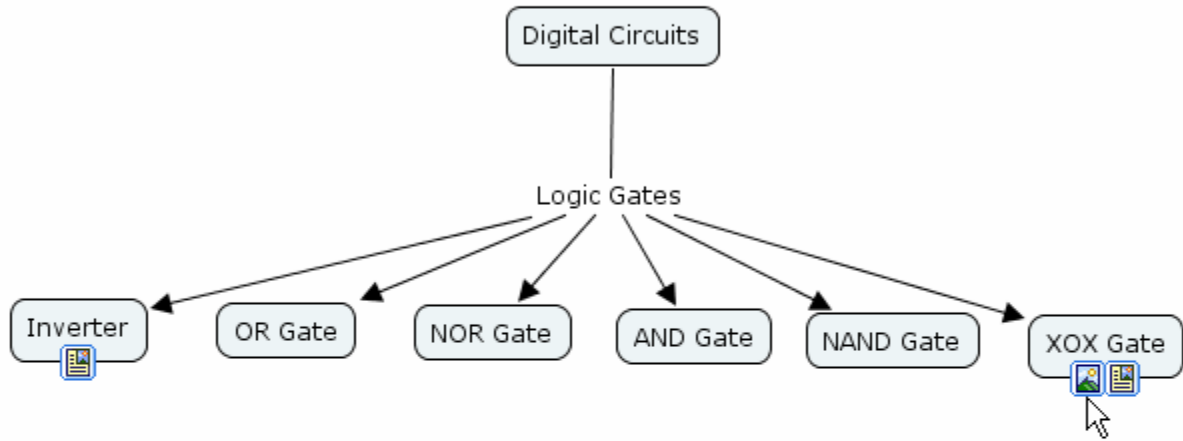 Digital Circuits
Logic Gates
Inverter
OR Gate
NOR Gate
AND Gate
NAND Gate
XOX Gate